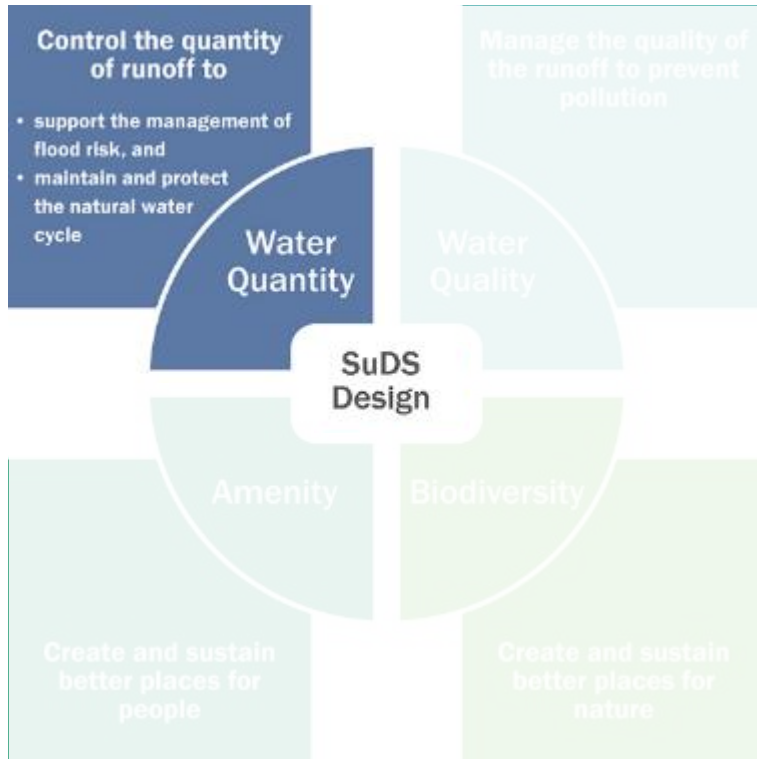 Control the quantity
of runoff to
• support the management of
flood risk, and
• maintain and protect
the natural water
cycle
Manage the quality of
the runoff to prevent
pollution
Water
Quantity
Water
Quality
SuDS
Design
Amenity
Biodiversity
Create and sustain
better places for
people
Create and sustain
better places for
nature